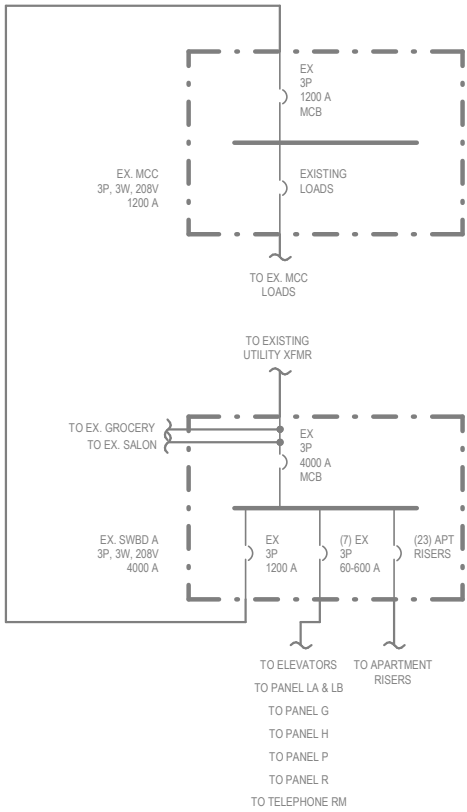 EX
3P
1200 A
MCB
EX. MCC
3P, 3W, 208V
1200 A
EXISTING
LOADS
TO EX. MCC
LOADS
TO EXISTING
UTILITY XFMR
TO EX. GROCERY
TO EX. SALON
EX
3P
4000 A
MCB
EX. SWBD A
3P, 3W, 208V
4000 A
EX
3P
1200 A
(7) EX
3P
60-600 A
(23) APT
RISERS
TO ELEVATORS
TO PANEL LA & LB
TO PANEL G
TO PANEL H
TO PANEL P
TO PANEL R
TO TELEPHONE RM
TO APARTMENT
RISERS